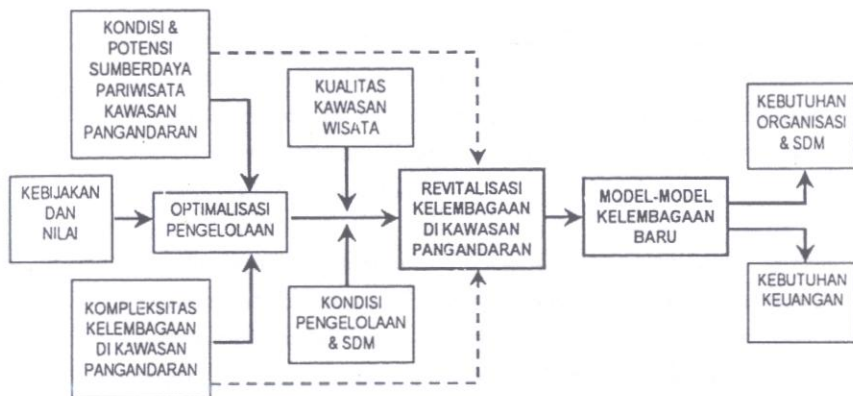 KONDISI &
POTENSI
SUMBERDAYA
PARIWISATA
KAWASAN
PANGANDARAN
KUALITAS
KAWASAN
WISATA
KEBUTUHAN
ORGANISASI
& SDM
KEBIJAKAN
DAN
NILAI
OPTIMALISASI
PENGELOLAAN
REVITALISASI
KELEMBAGAAN
DI KAWASAN
PANGANDARAN
MODEL-MODEL
KELEMBAGAAN
BARU
KOMPLEKSITAS
KELEMBAGAAN
DI KAWASAN
PANGANDARAN
KONDISI
PENGELOLAAN
& SDM
KEBUTUHAN
KEUANGAN